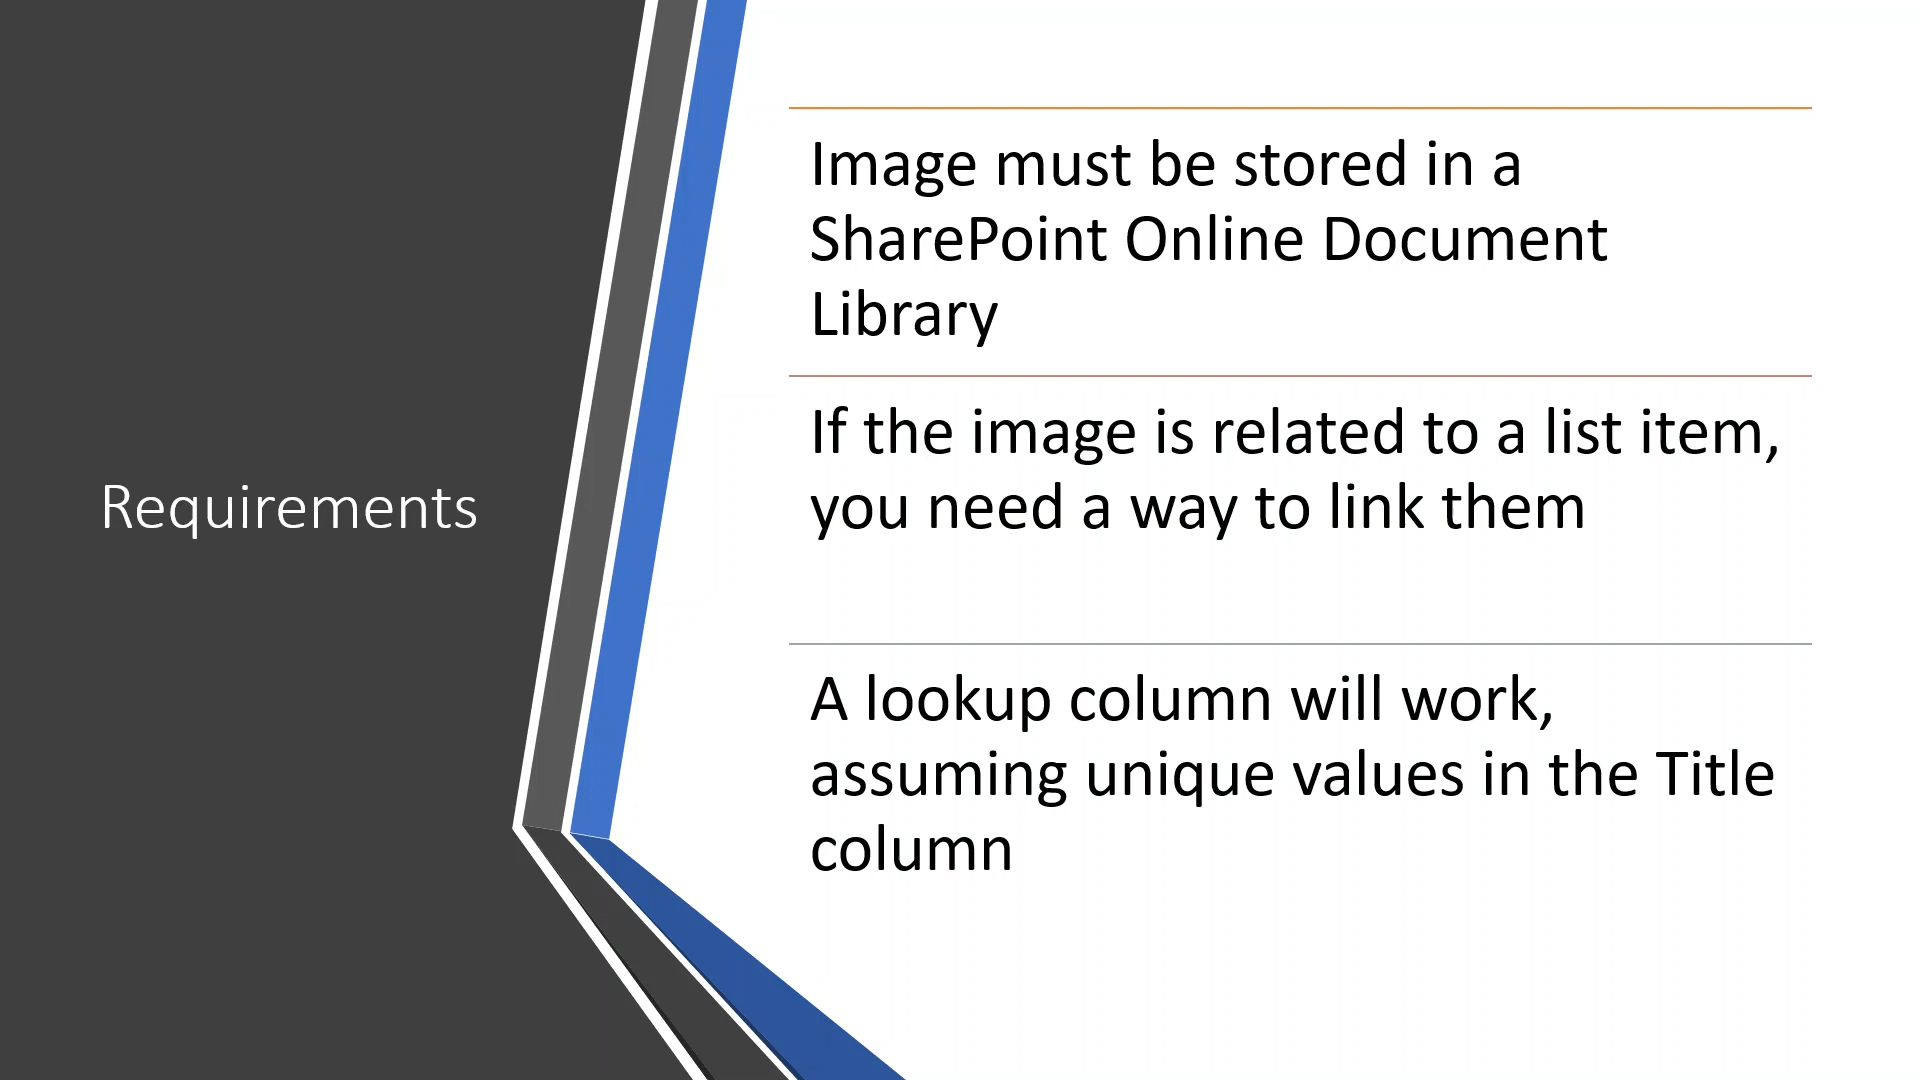 Requirements
Image must be stored in a
SharePoint Online Document
Library
If the image is related to a list item,
you need a way to link them
A lookup column will work,
assuming unique values in the Title
column